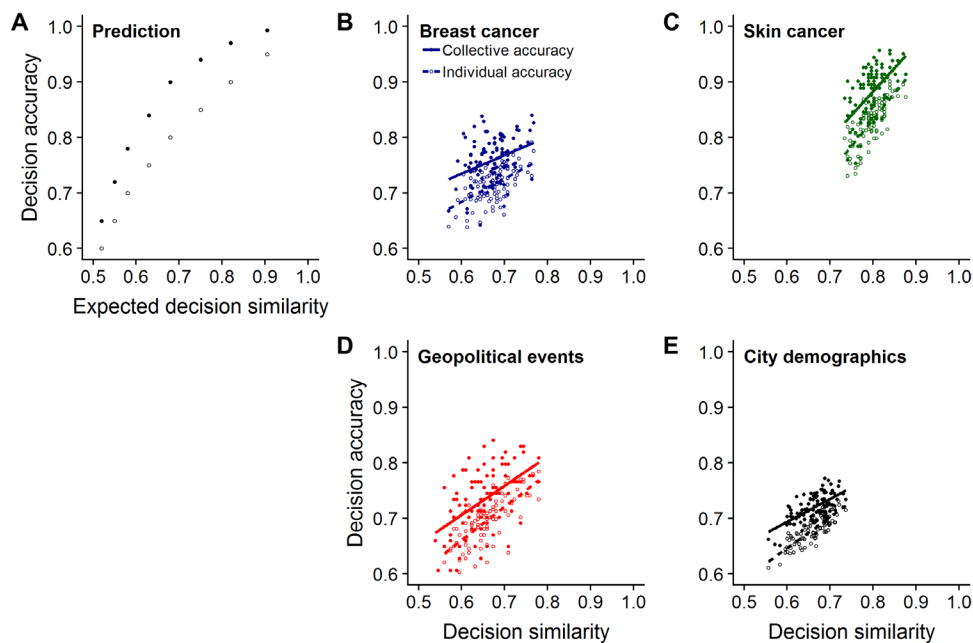 A
Prediction
1.0
0.9
0.8
0.7
0.6
Decision accuracy
0.5 0.6 0.7 0.8 0.9 1.0
Expected decision similarity
B
Breast cancer
Collective accuracy
Individual accuracy
1.0
0.9
0.8
0.7
0.6
0.5 0.6 0.7 0.8 0.9 1.0
C
Skin cancer
1.0
0.9
0.8
0.7
0.6
0.5 0.6 0.7 0.8 0.9 1.0
D
Geopolitical events
1.0
0.9
0.8
0.7
0.6
Decision accuracy
0.5 0.6 0.7 0.8 0.9 1.0
Decision similarity
E
City demographics
1.0
0.9
0.8
0.7
0.6
0.5 0.6 0.7 0.8 0.9 1.0
Decision similarity